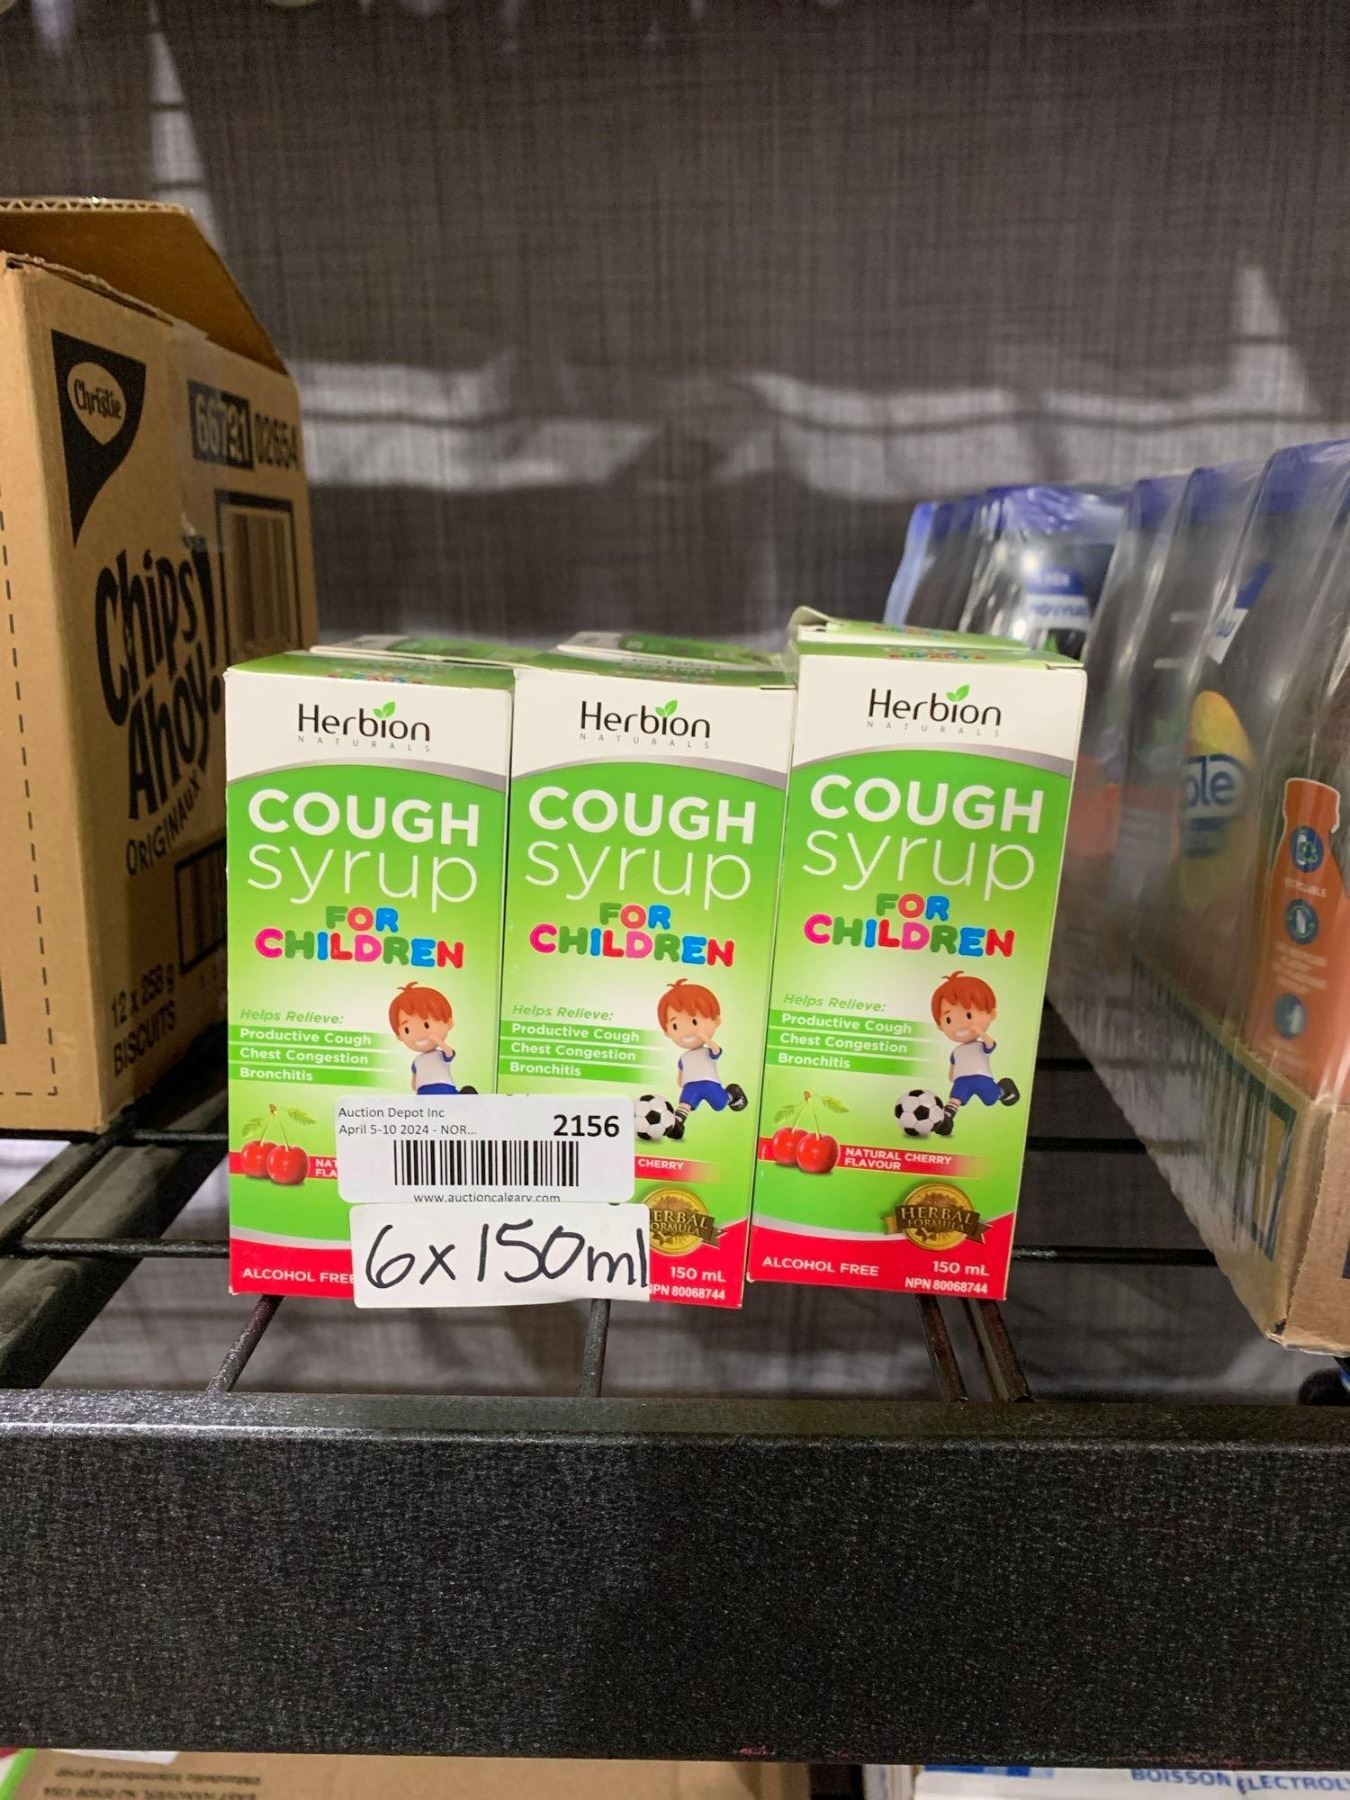 Christie
66721 02654
Chips
Ahoy!
ORIGINAUX
12 x 258 g
BISCUITS
Herbion
NATURALS
COUGH
syrup
FOR
CHILDREN
Helps Relieve:
Productive Cough
Chest Congestion
Bronchitis
ALCOHOL FREE
Herbion
NATURALS
COUGH
syrup
FOR
CHILDREN
Helps Relieve:
Productive Cough
Chest Congestion
Bronchitis
CHERRY
150 mL
NPN 80068744
Herbion
NATURALS
COUGH
syrup
FOR
CHILDREN
Helps Relieve:
Productive Cough
Chest Congestion
Bronchitis
NATURAL CHERRY
FLAVOUR
HERBAL
FORMULA
ALCOHOL FREE
150 mL
NPN 80068744
Auction Depot Inc
April 5-10 2024 - NOR...
2156
www.auctioncalgary.com
6x150ml
BOISSON